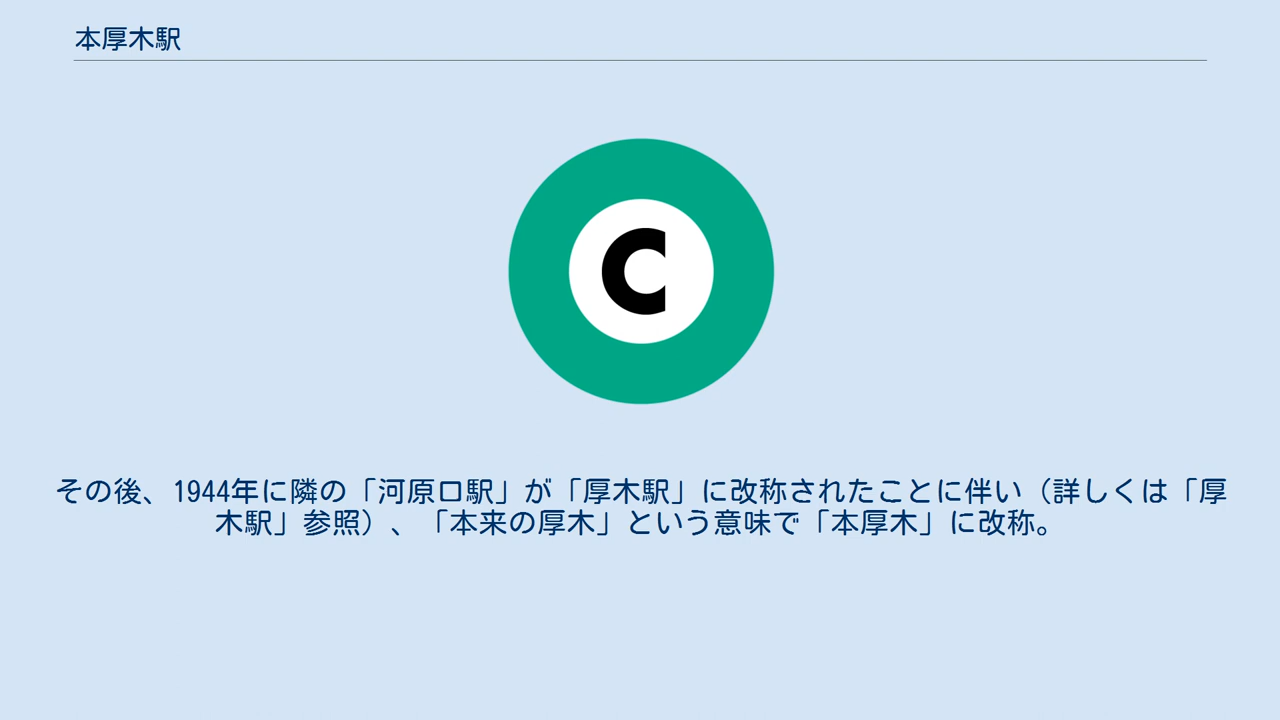 本厚木駅
C
その後、1944年に隣の「河原口駅」が「厚木駅」に改称されたことに伴い（詳しくは「厚
木駅」参照）、「本来の厚木」という意味で「本厚木」に改称。